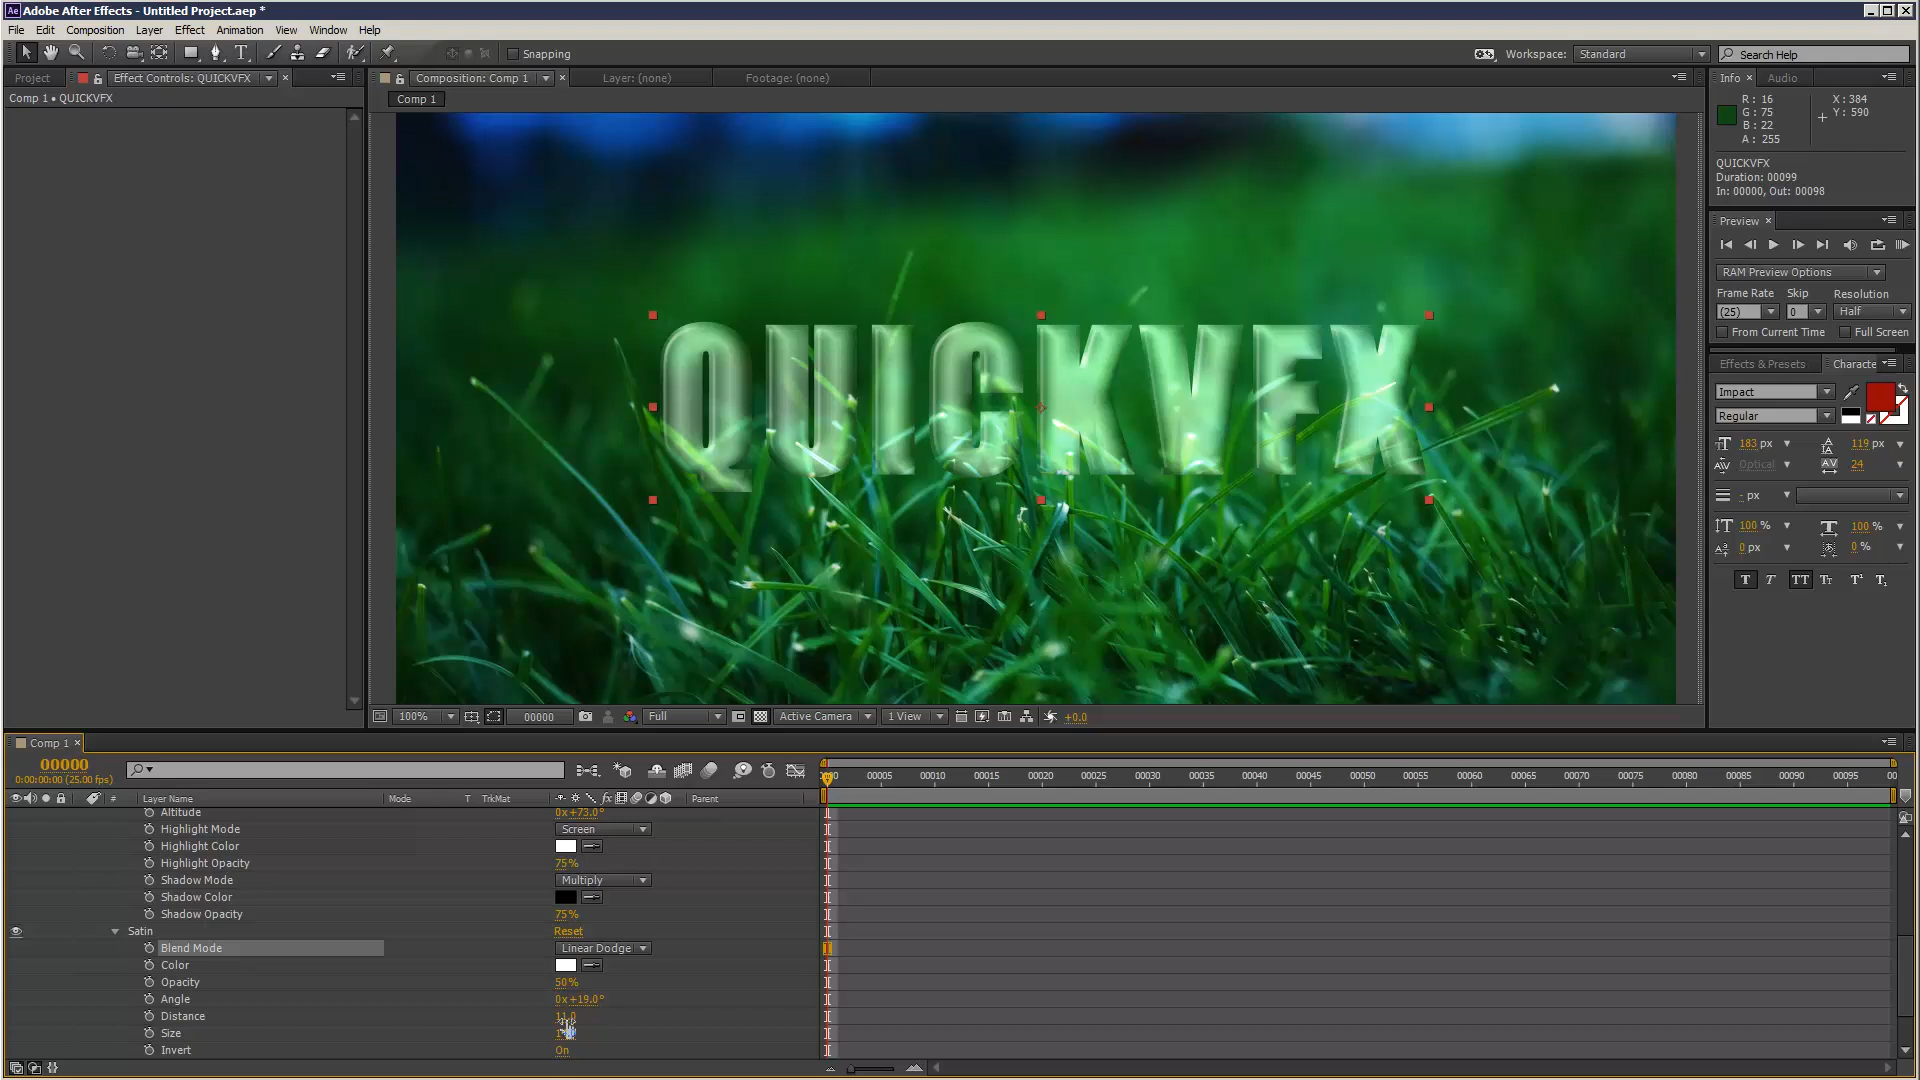 Ae Adobe After Effects - Untitled Project.aep *
File Edit Composition Layer Effect Animation View Window Help
Snapping
Workspace: Standard
Search Help
Project
Effect Controls: QUICKVFX
Comp 1 • QUICKVFX
Composition: Comp 1
Layer: (none)
Footage: (none)
Comp 1
QUICKVFX
100%
00000
Full
Active Camera
1 View
+0.0
Info
Audio
R : 16
G : 75
B : 22
A : 255
X : 384
Y : 590
QUICKVFX
Duration: 00099
In: 00000, Out: 00098
Preview
RAM Preview Options
Frame Rate Skip Resolution
(25) 0 Half
From Current Time Full Screen
Effects & Presets
Characte
Impact
Regular
183 px
119 px
Optical
24
- px
100 %
100 %
0 px
0 %
T T TT Tt T¹ T₁
Comp 1
00000
0:00:00:00 (25.00 fps)
# Layer Name Mode T TrkMat Parent
00005 00010 00015 00020 00025 00030 00035 00040 00045 00050 00055 00060 00065 00070 00075 00080 00085 00090 00095 00
Altitude 0x+73.0°
Highlight Mode Screen
Highlight Color
Highlight Opacity 75%
Shadow Mode Multiply
Shadow Color
Shadow Opacity 75%
Satin Reset
Blend Mode Linear Dodge
Color
Opacity 50%
Angle 0x+19.0°
Distance 11.0
Size
Invert On